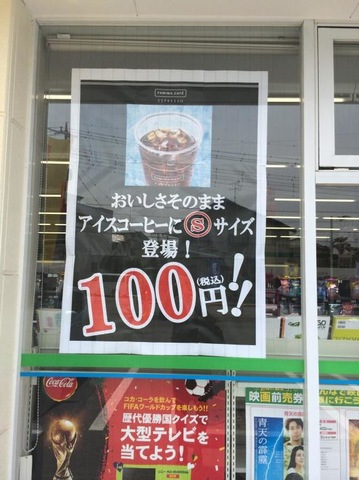 FAMIMA CAFÉ
ESPRESSO
おいしさそのまま
アイスコーヒーにSサイズ
登場!
100円(税込)!!
Coca-Cola
コカ・コーラを飲んで
FIFAワールドカップを楽しもう!!
歴代優勝国クイズで
大型テレビを
当てよう!
映画前売券
青天の霹靂